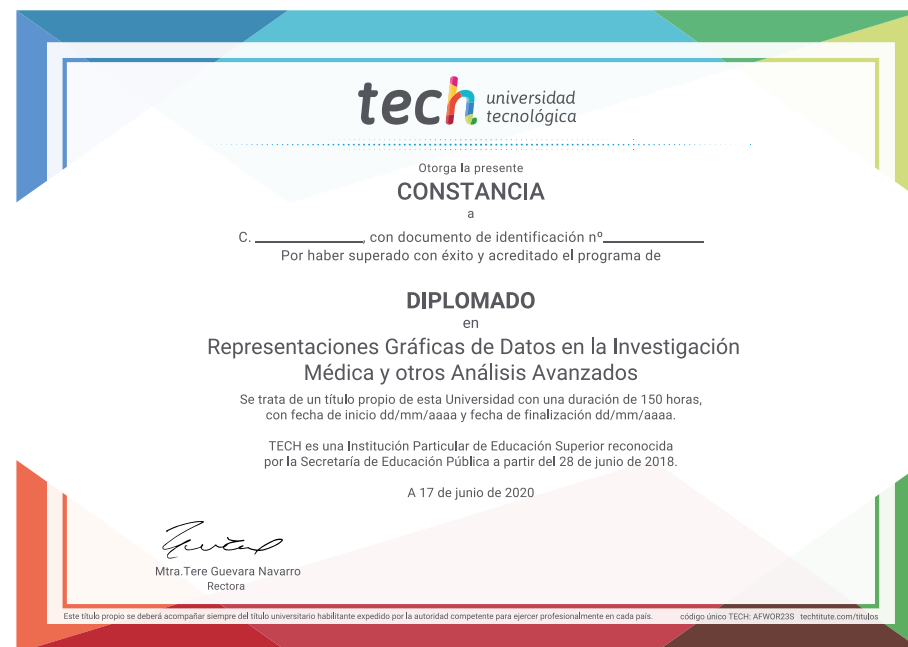 tech universidad
tecnológica
Otorga la presente
CONSTANCIA
a
C. ______________, con documento de identificación nº_____________
Por haber superado con éxito y acreditado el programa de
DIPLOMADO
en
Representaciones Gráficas de Datos en la Investigación
Médica y otros Análisis Avanzados
Se trata de un título propio de esta Universidad con una duración de 150 horas,
con fecha de inicio dd/mm/aaaa y fecha de finalización dd/mm/aaaa.
TECH es una Institución Particular de Educación Superior reconocida
por la Secretaría de Educación Pública a partir del 28 de junio de 2018.
A 17 de junio de 2020
Mtra.Tere Guevara Navarro
Rectora
Este título propio se deberá acompañar siempre del título universitario habilitante expedido por la autoridad competente para ejercer profesionalmente en cada país. código único TECH: AFWOR23S techtitute.com/titulos